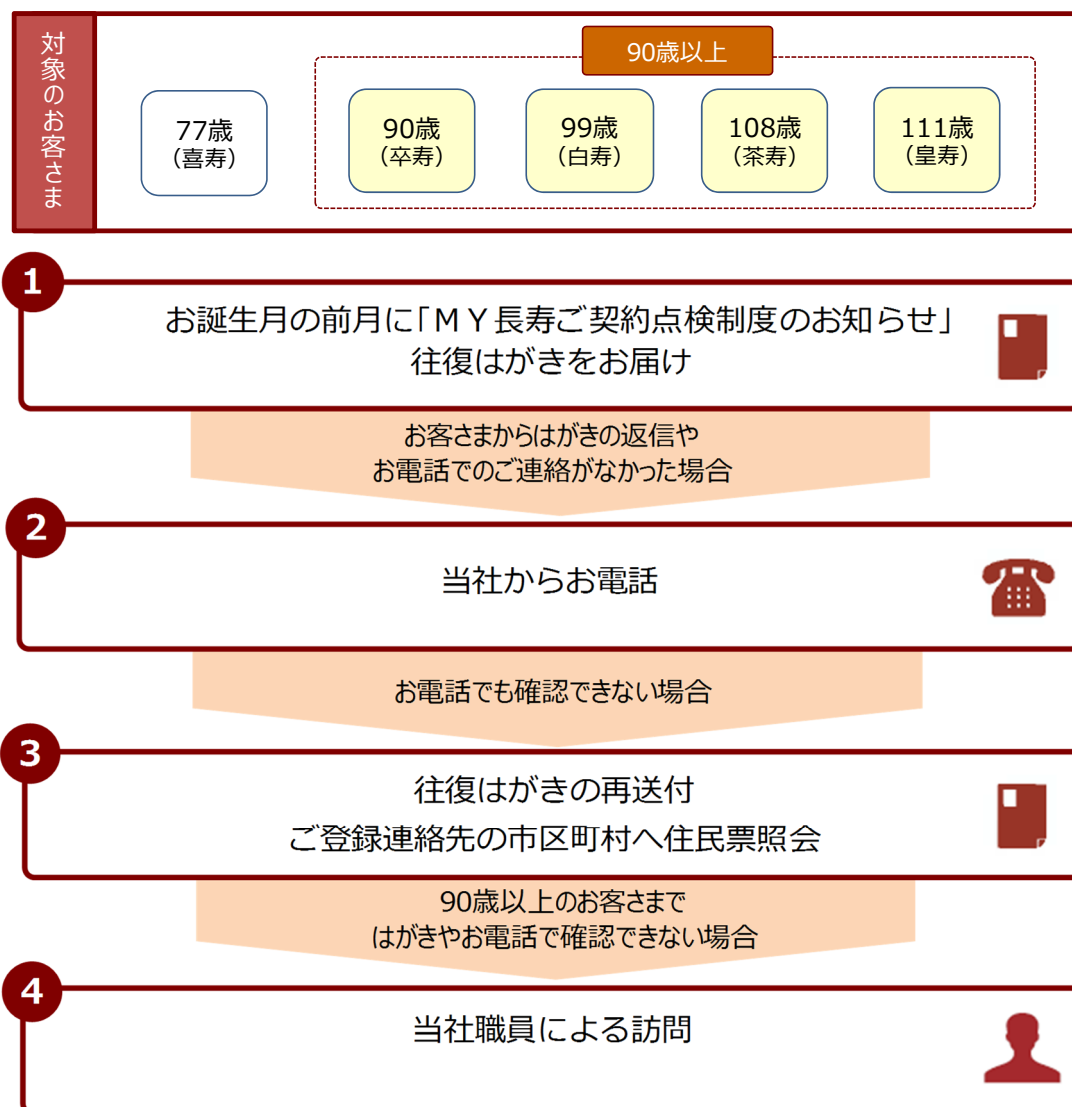 対象のお客さま
90歳以上
77歳
（喜寿）
90歳
（卒寿）
99歳
（白寿）
108歳
（茶寿）
111歳
（皇寿）
1
お誕生月の前月に「ＭＹ長寿ご契約点検制度のお知らせ」
往復はがきをお届け
お客さまからはがきの返信や
お電話でのご連絡がなかった場合
2
当社からお電話
お電話でも確認できない場合
3
往復はがきの再送付
ご登録連絡先の市区町村へ住民票照会
90歳以上のお客さまで
はがきやお電話で確認できない場合
4
当社職員による訪問